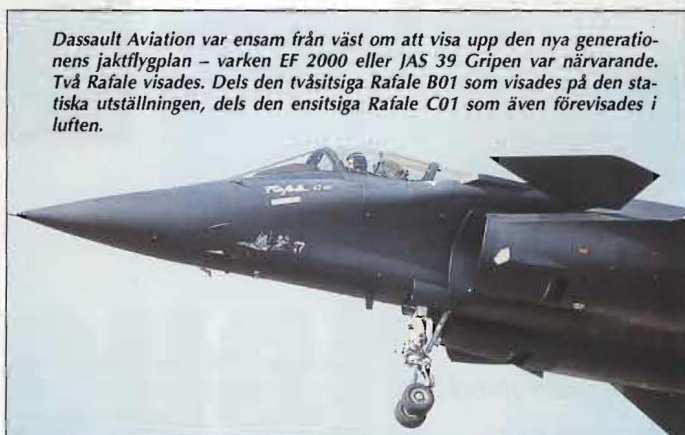 Dassault Aviation var ensam från väst om att visa upp den nya generatio-
nens jaktflygplan – varken EF 2000 eller JAS 39 Gripen var närvarande.
Två Rafale visades. Dels den tvåsitsiga Rafale B01 som visades på den sta-
tiska utställningen, dels den ensitsiga Rafale C01 som även förevisades i
luften.